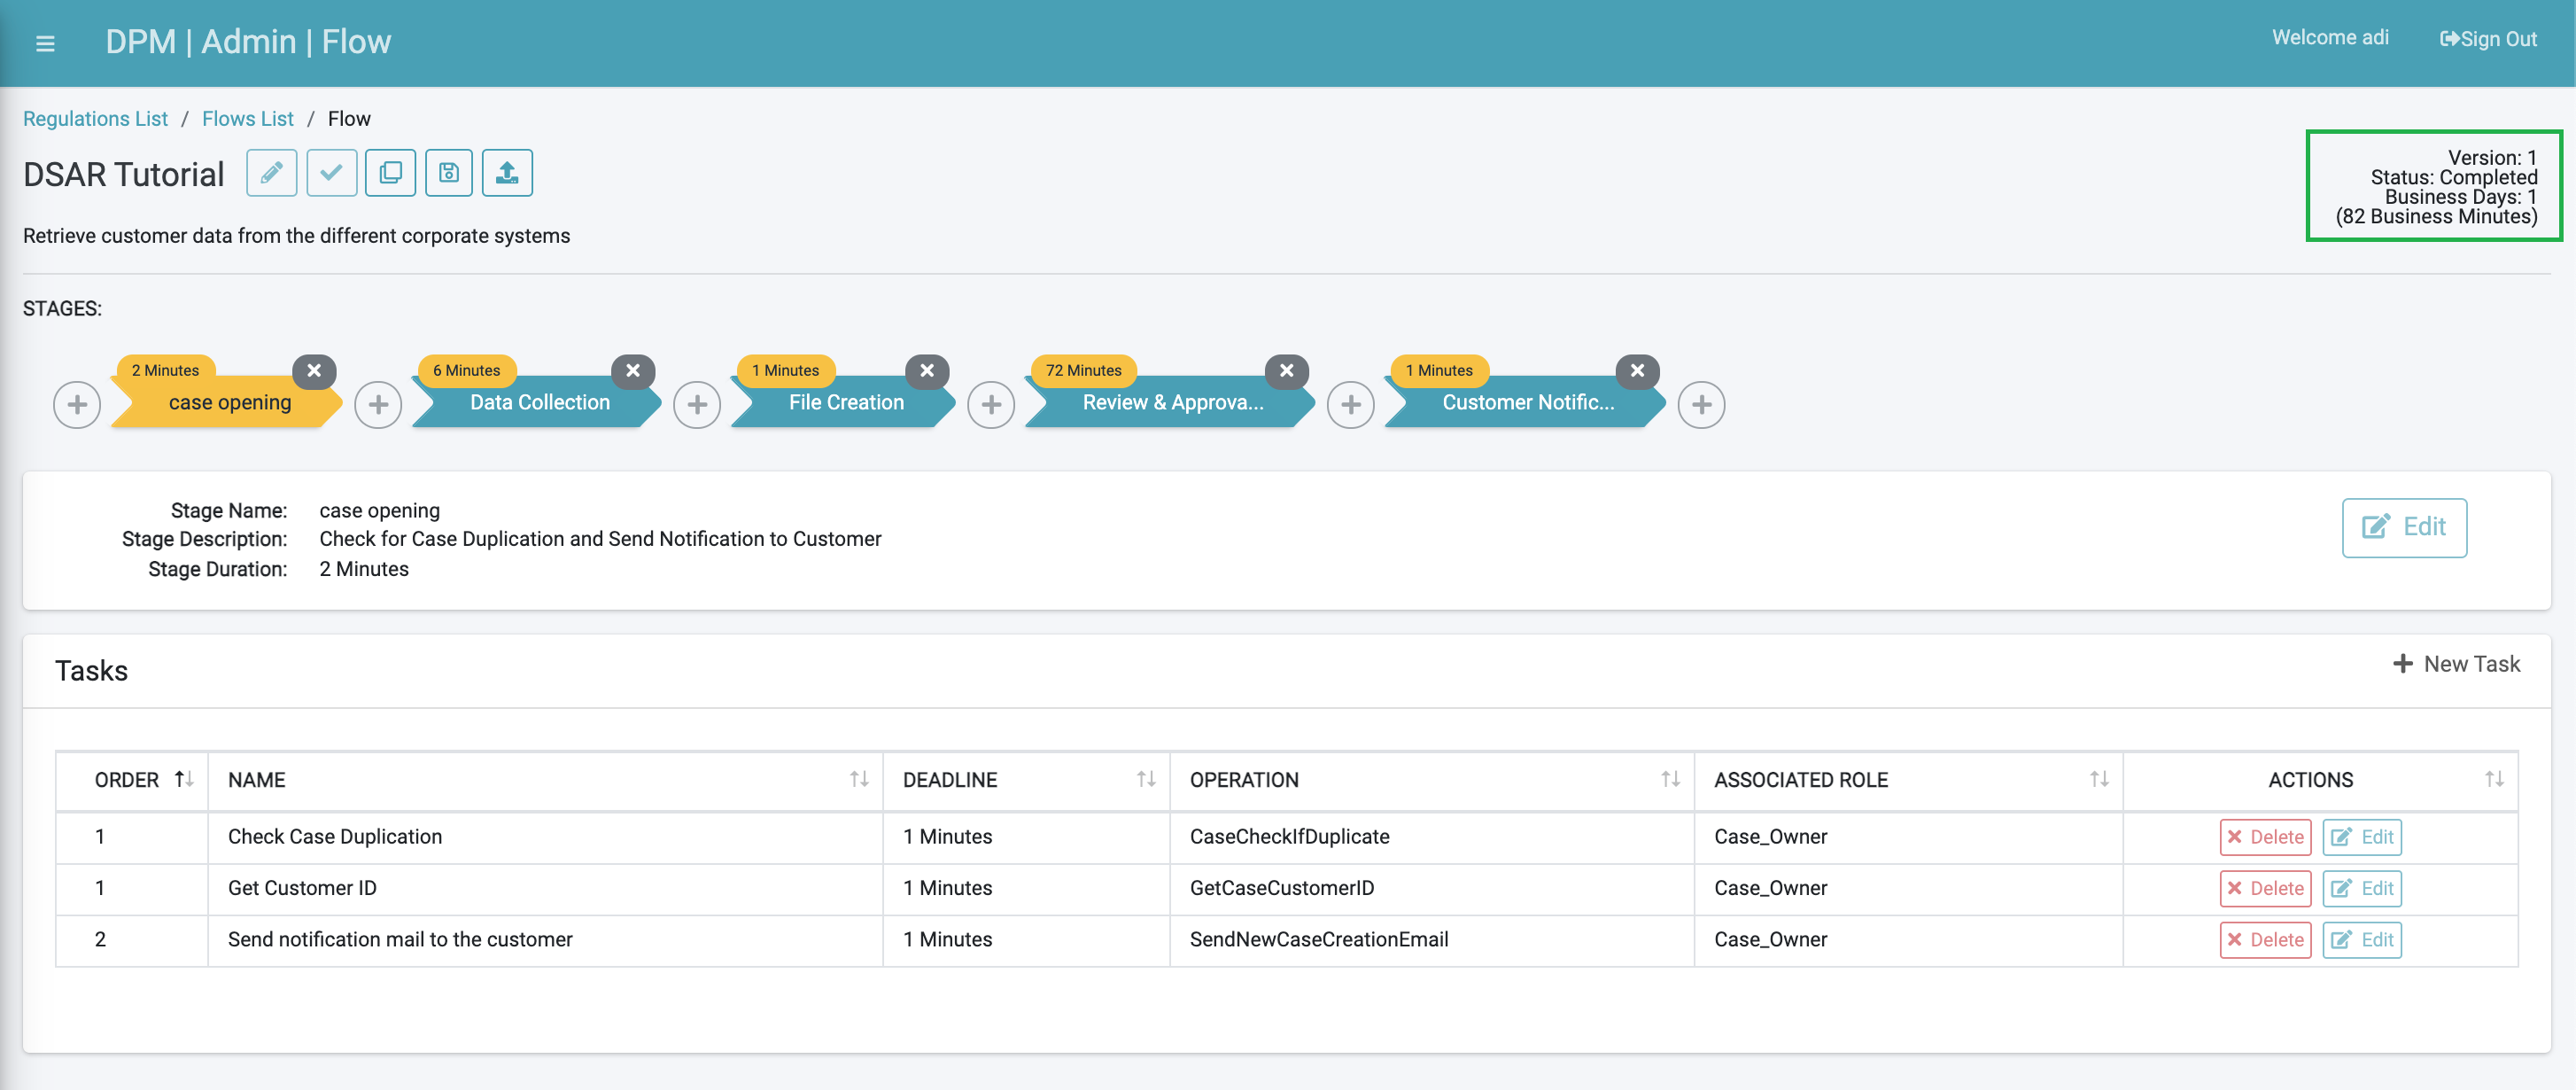 DPM | Admin | Flow
Welcome adi
Sign Out
Regulations List / Flows List / Flow
DSAR Tutorial
Version: 1
Status: Completed
Business Days: 1
(82 Business Minutes)
Retrieve customer data from the different corporate systems
STAGES:
2 Minutes
case opening
6 Minutes
Data Collection
1 Minutes
File Creation
72 Minutes
Review & Approva...
1 Minutes
Customer Notific...
Stage Name: case opening
Stage Description: Check for Case Duplication and Send Notification to Customer
Stage Duration: 2 Minutes
Edit
Tasks
New Task
ORDER NAME DEADLINE OPERATION ASSOCIATED ROLE ACTIONS
1 Check Case Duplication 1 Minutes CaseCheckIfDuplicate Case_Owner Delete Edit
1 Get Customer ID 1 Minutes GetCaseCustomerID Case_Owner Delete Edit
2 Send notification mail to the customer 1 Minutes SendNewCaseCreationEmail Case_Owner Delete Edit